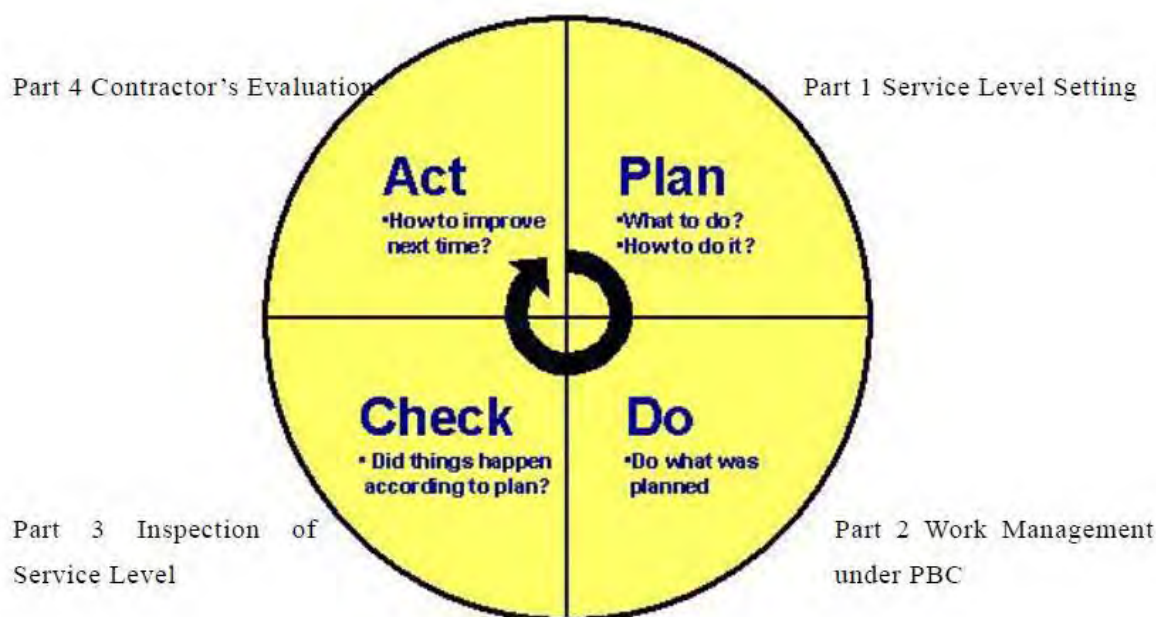 Part 4 Contractor's Evaluation
Part 1 Service Level Setting
Act
•How to improve
next time?
Plan
•What to do?
•How to do it?
Check
• Did things happen
according to plan?
Do
•Do what was
planned
Part 3 Inspection of
Service Level
Part 2 Work Management
under PBC